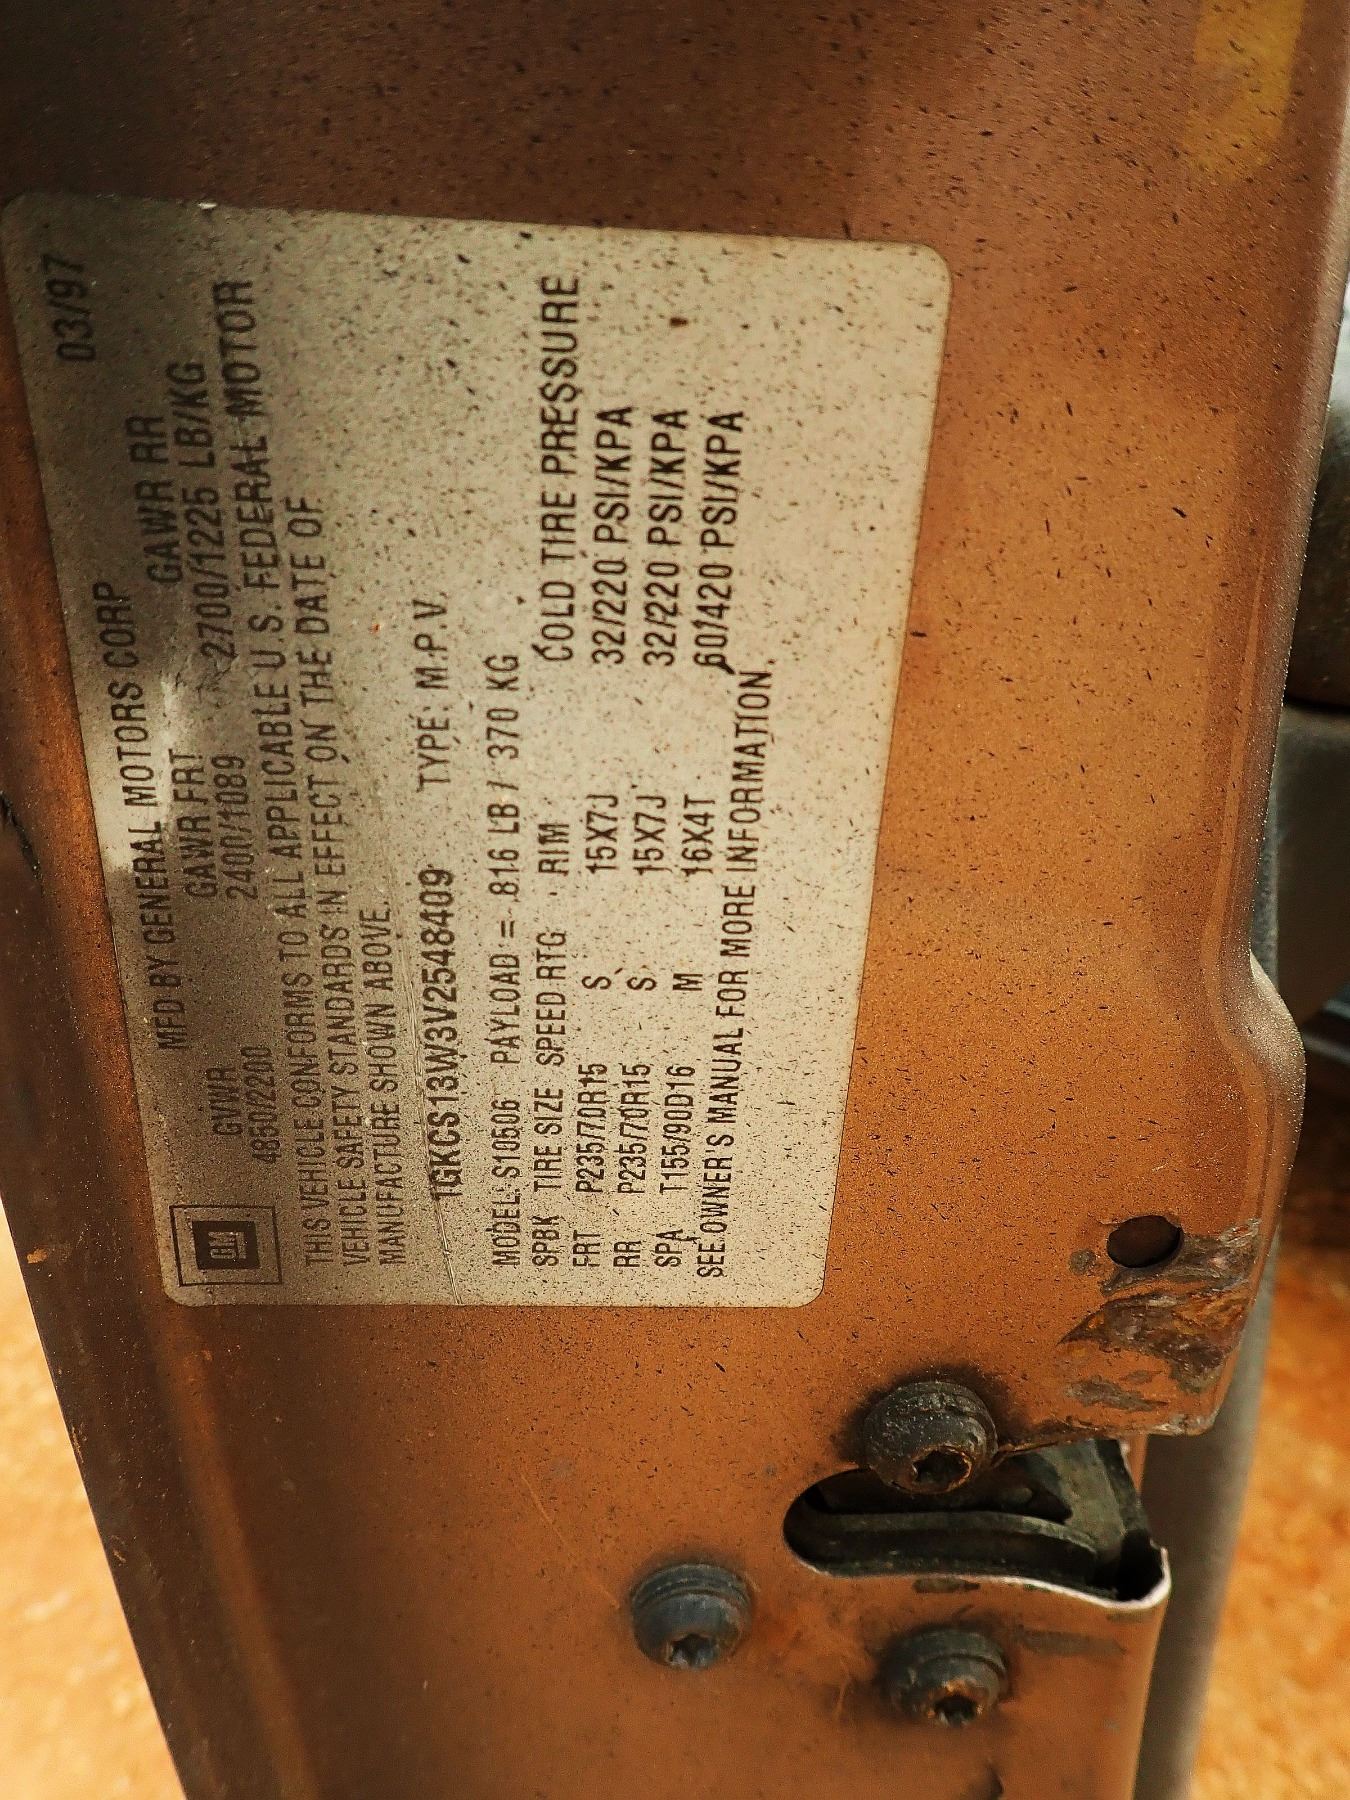 GM
MFD BY GENERAL MOTORS CORP 03/97
GVWR GAWR FRT GAWR RR
4850/2200 2400/1089 2700/1225 LB/KG
THIS VEHICLE CONFORMS TO ALL APPLICABLE U.S. FEDERAL MOTOR
VEHICLE SAFETY STANDARDS IN EFFECT ON THE DATE OF
MANUFACTURE SHOWN ABOVE.
1GKCS13W3V2548409 TYPE: M.P.V.
MODEL: S10506 PAYLOAD = 816 LB / 370 KG
SPBK TIRE SIZE SPEED RTG RIM COLD TIRE PRESSURE
FRT P235/70R15 S 15X7J 32/220 PSI/KPA
RR P235/70R15 S 15X7J 32/220 PSI/KPA
SPA T155/90D16 M 16X4T 60/420 PSI/KPA
SEE OWNER'S MANUAL FOR MORE INFORMATION.